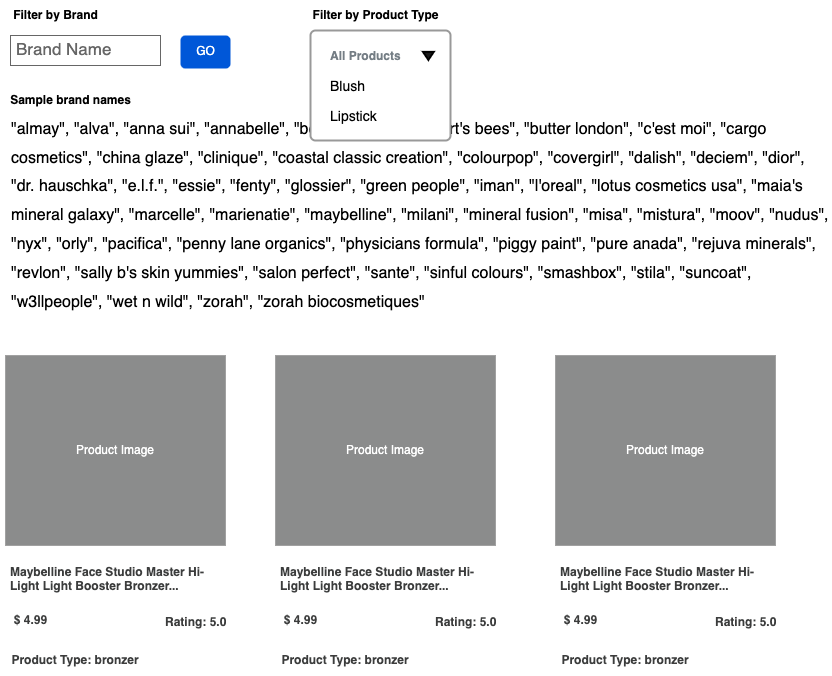 Filter by Brand
Filter by Product Type
Brand Name
GO
All Products
Blush
Lipstick
Sample brand names
"almay", "alva", "anna sui", "annabelle", "b t's bees", "butter london", "c'est moi", "cargo
cosmetics", "china glaze", "clinique", "coastal classic creation", "colourpop", "covergirl", "dalish", "deciem", "dior",
"dr. hauschka", "e.l.f.", "essie", "fenty", "glossier", "green people", "iman", "l'oreal", "lotus cosmetics usa", "maia's
mineral galaxy", "marcelle", "marienatie", "maybelline", "milani", "mineral fusion", "misa", "mistura", "moov", "nudus",
"nyx", "orly", "pacifica", "penny lane organics", "physicians formula", "piggy paint", "pure anada", "rejuva minerals",
"revlon", "sally b's skin yummies", "salon perfect", "sante", "sinful colours", "smashbox", "stila", "suncoat",
"w3llpeople", "wet n wild", "zorah", "zorah biocosmetiques"
Product Image
Product Image
Product Image
Maybelline Face Studio Master Hi-
Light Light Booster Bronzer...
$ 4.99
Rating: 5.0
Product Type: bronzer
Maybelline Face Studio Master Hi-
Light Light Booster Bronzer...
$ 4.99
Rating: 5.0
Product Type: bronzer
Maybelline Face Studio Master Hi-
Light Light Booster Bronzer...
$ 4.99
Rating: 5.0
Product Type: bronzer